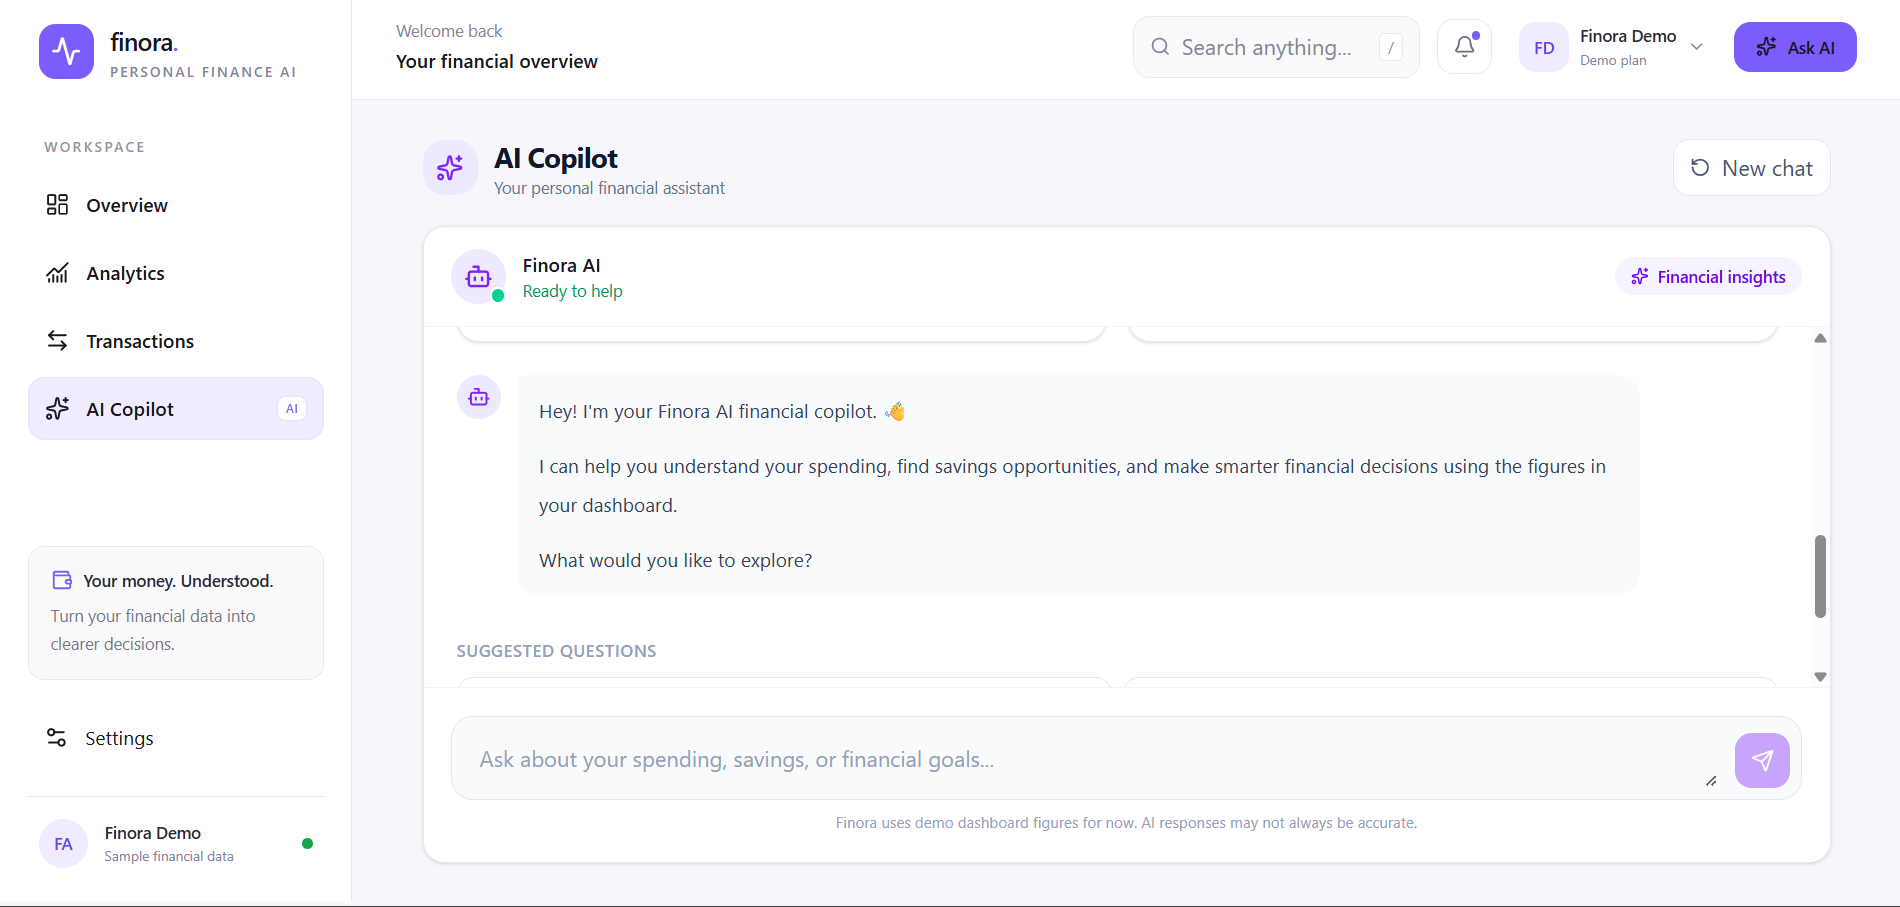 finora.
PERSONAL FINANCE AI
WORKSPACE
Overview
Analytics
Transactions
AI Copilot
AI
Your money. Understood.
Turn your financial data into
clearer decisions.
Settings
FA
Finora Demo
Sample financial data
Welcome back
Your financial overview
Search anything...
/
FD
Finora Demo
Demo plan
Ask AI
AI Copilot
Your personal financial assistant
New chat
Finora AI
Ready to help
Financial insights
Hey! I'm your Finora AI financial copilot. 👋
I can help you understand your spending, find savings opportunities, and make smarter financial decisions using the figures in
your dashboard.
What would you like to explore?
SUGGESTED QUESTIONS
Ask about your spending, savings, or financial goals...
Finora uses demo dashboard figures for now. AI responses may not always be accurate.